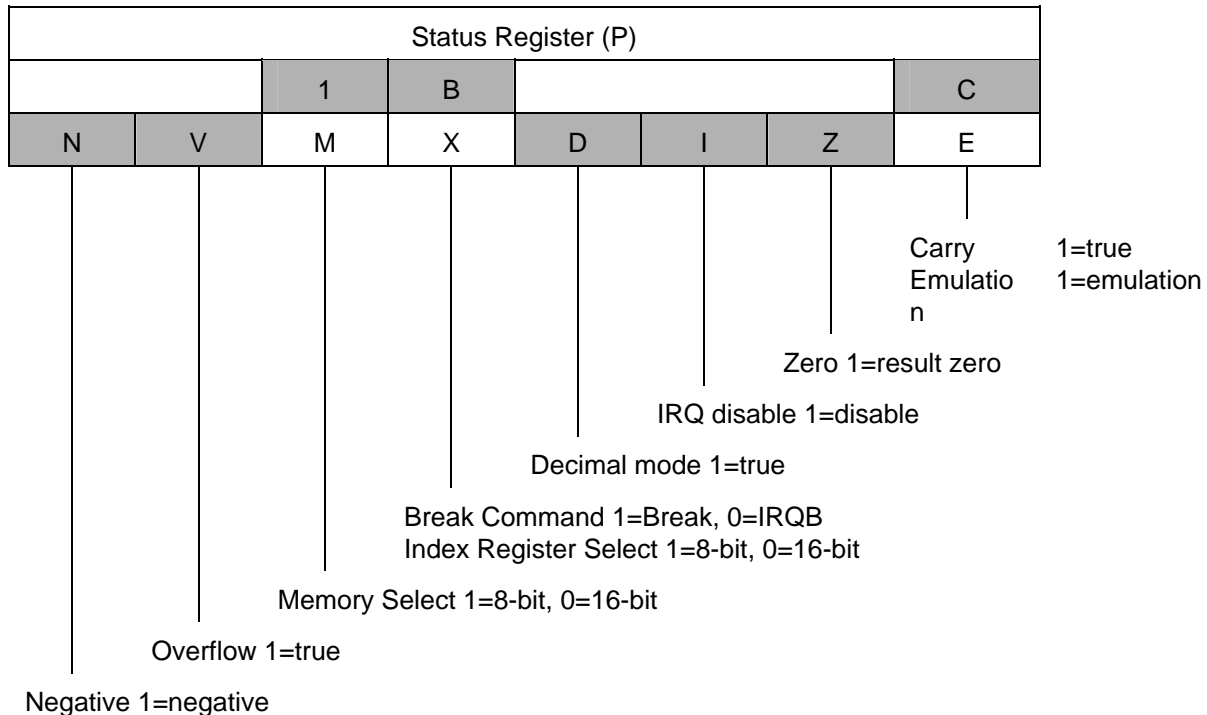 Status Register (P)
1 B C
N V M X D I Z E
Carry 1=true
Emulatio 1=emulation
n
Zero 1=result zero
IRQ disable 1=disable
Decimal mode 1=true
Break Command 1=Break, 0=IRQB
Index Register Select 1=8-bit, 0=16-bit
Memory Select 1=8-bit, 0=16-bit
Overflow 1=true
Negative 1=negative